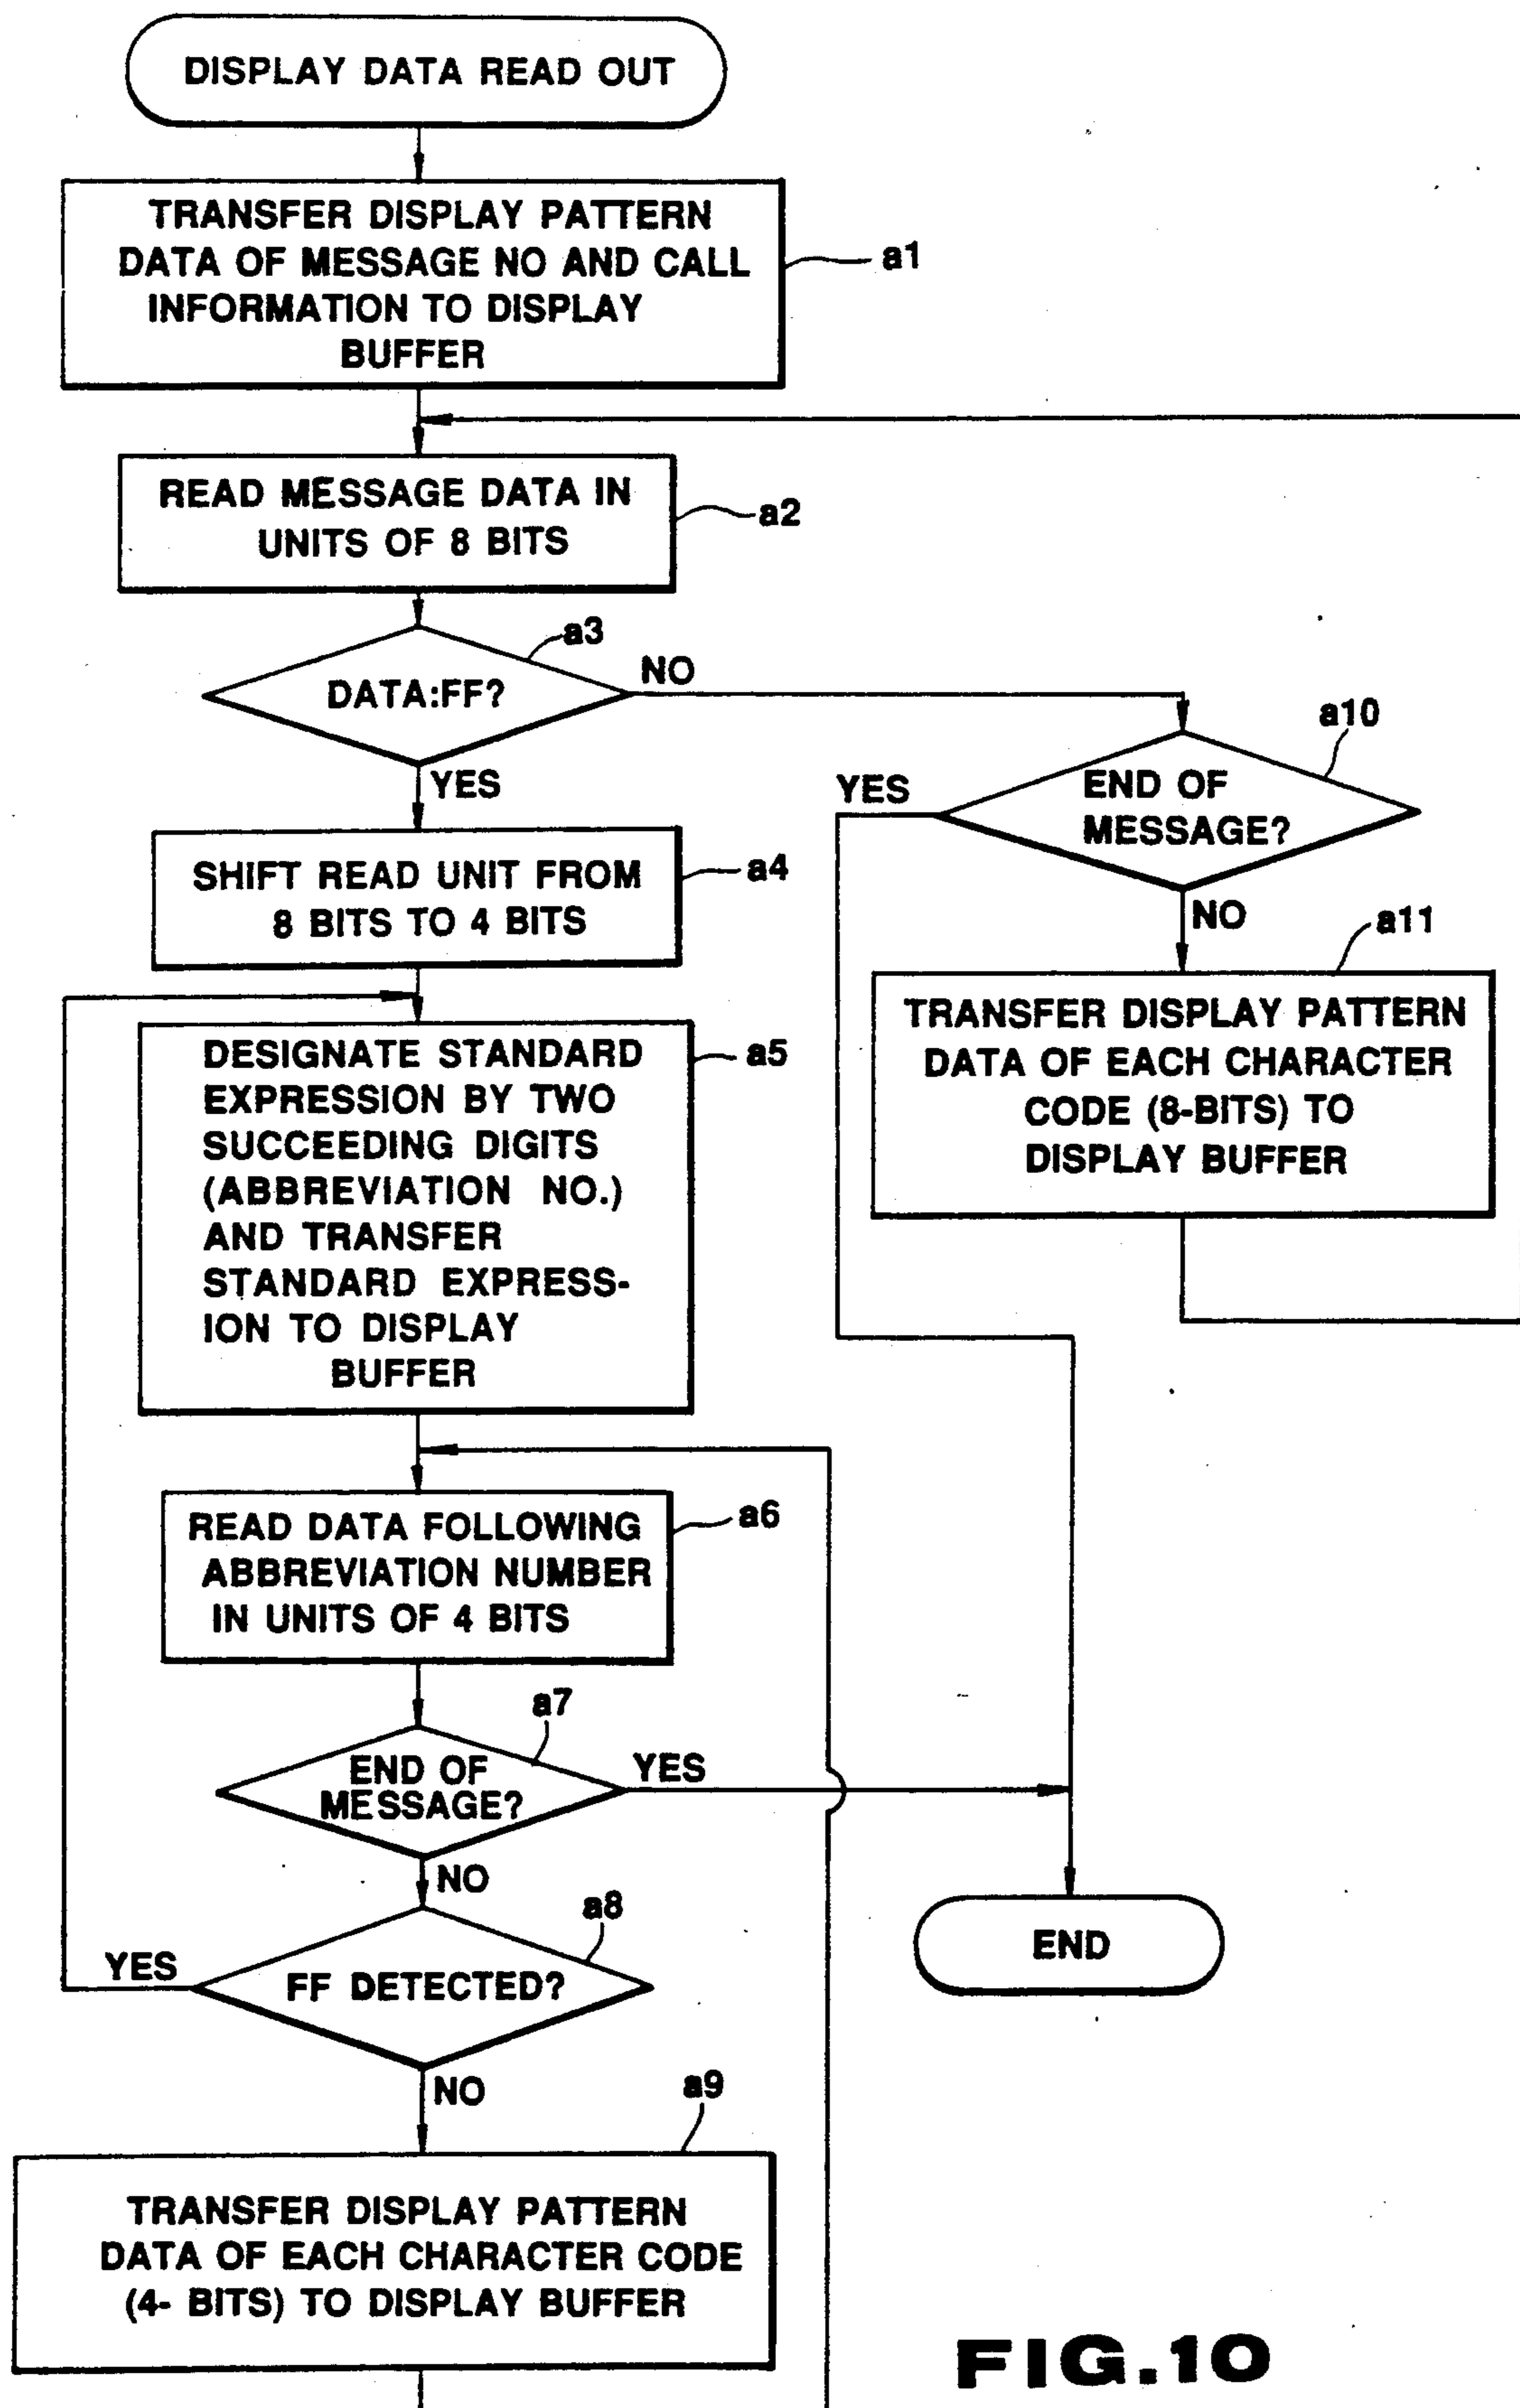 DISPLAY DATA READ OUT
TRANSFER DISPLAY PATTERN
DATA OF MESSAGE NO AND CALL
INFORMATION TO DISPLAY
BUFFER
a1
READ MESSAGE DATA IN
UNITS OF 8 BITS
a2
a3
DATA:FF?
NO
YES
a10
END OF
MESSAGE?
YES
NO
SHIFT READ UNIT FROM
8 BITS TO 4 BITS
a4
a11
TRANSFER DISPLAY PATTERN
DATA OF EACH CHARACTER
CODE (8-BITS) TO
DISPLAY BUFFER
DESIGNATE STANDARD
EXPRESSION BY TWO
SUCCEEDING DIGITS
(ABBREVIATION NO.)
AND TRANSFER
STANDARD EXPRESS-
ION TO DISPLAY
BUFFER
a5
READ DATA FOLLOWING
ABBREVIATION NUMBER
IN UNITS OF 4 BITS
a6
a7
END OF
MESSAGE?
YES
NO
a8
FF DETECTED?
YES
NO
END
a9
TRANSFER DISPLAY PATTERN
DATA OF EACH CHARACTER CODE
(4- BITS) TO DISPLAY BUFFER
FIG.10